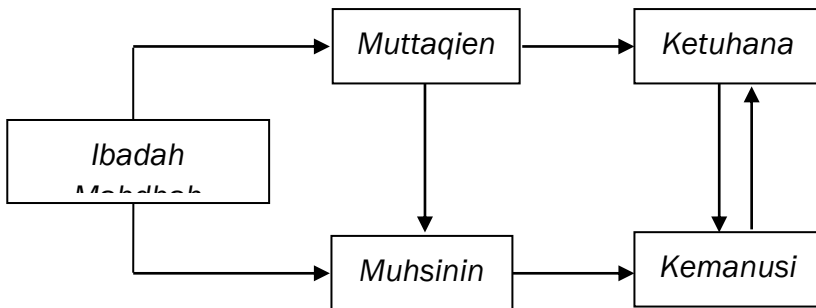 Muttaqien
Ketuhana
Ibadah
Muhsinin
Kemanusi